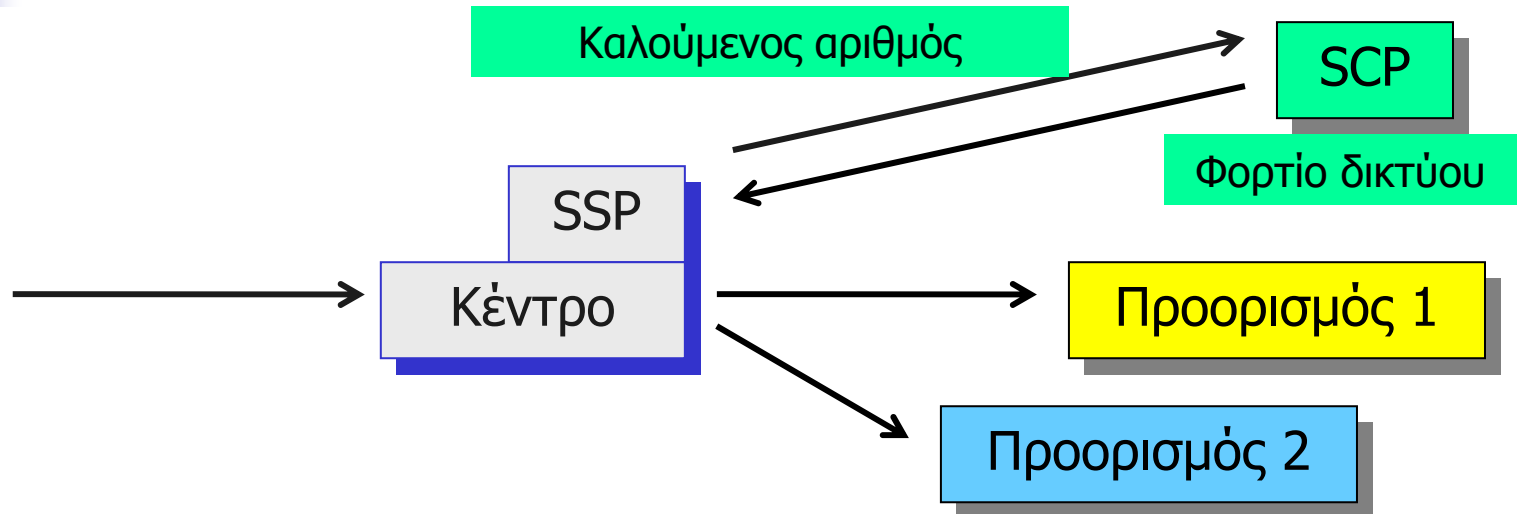 Καλούμενος αριθμός
SCP
Φορτίο δικτύου
SSP
Κέντρο
Προορισμός 1
Προορισμός 2